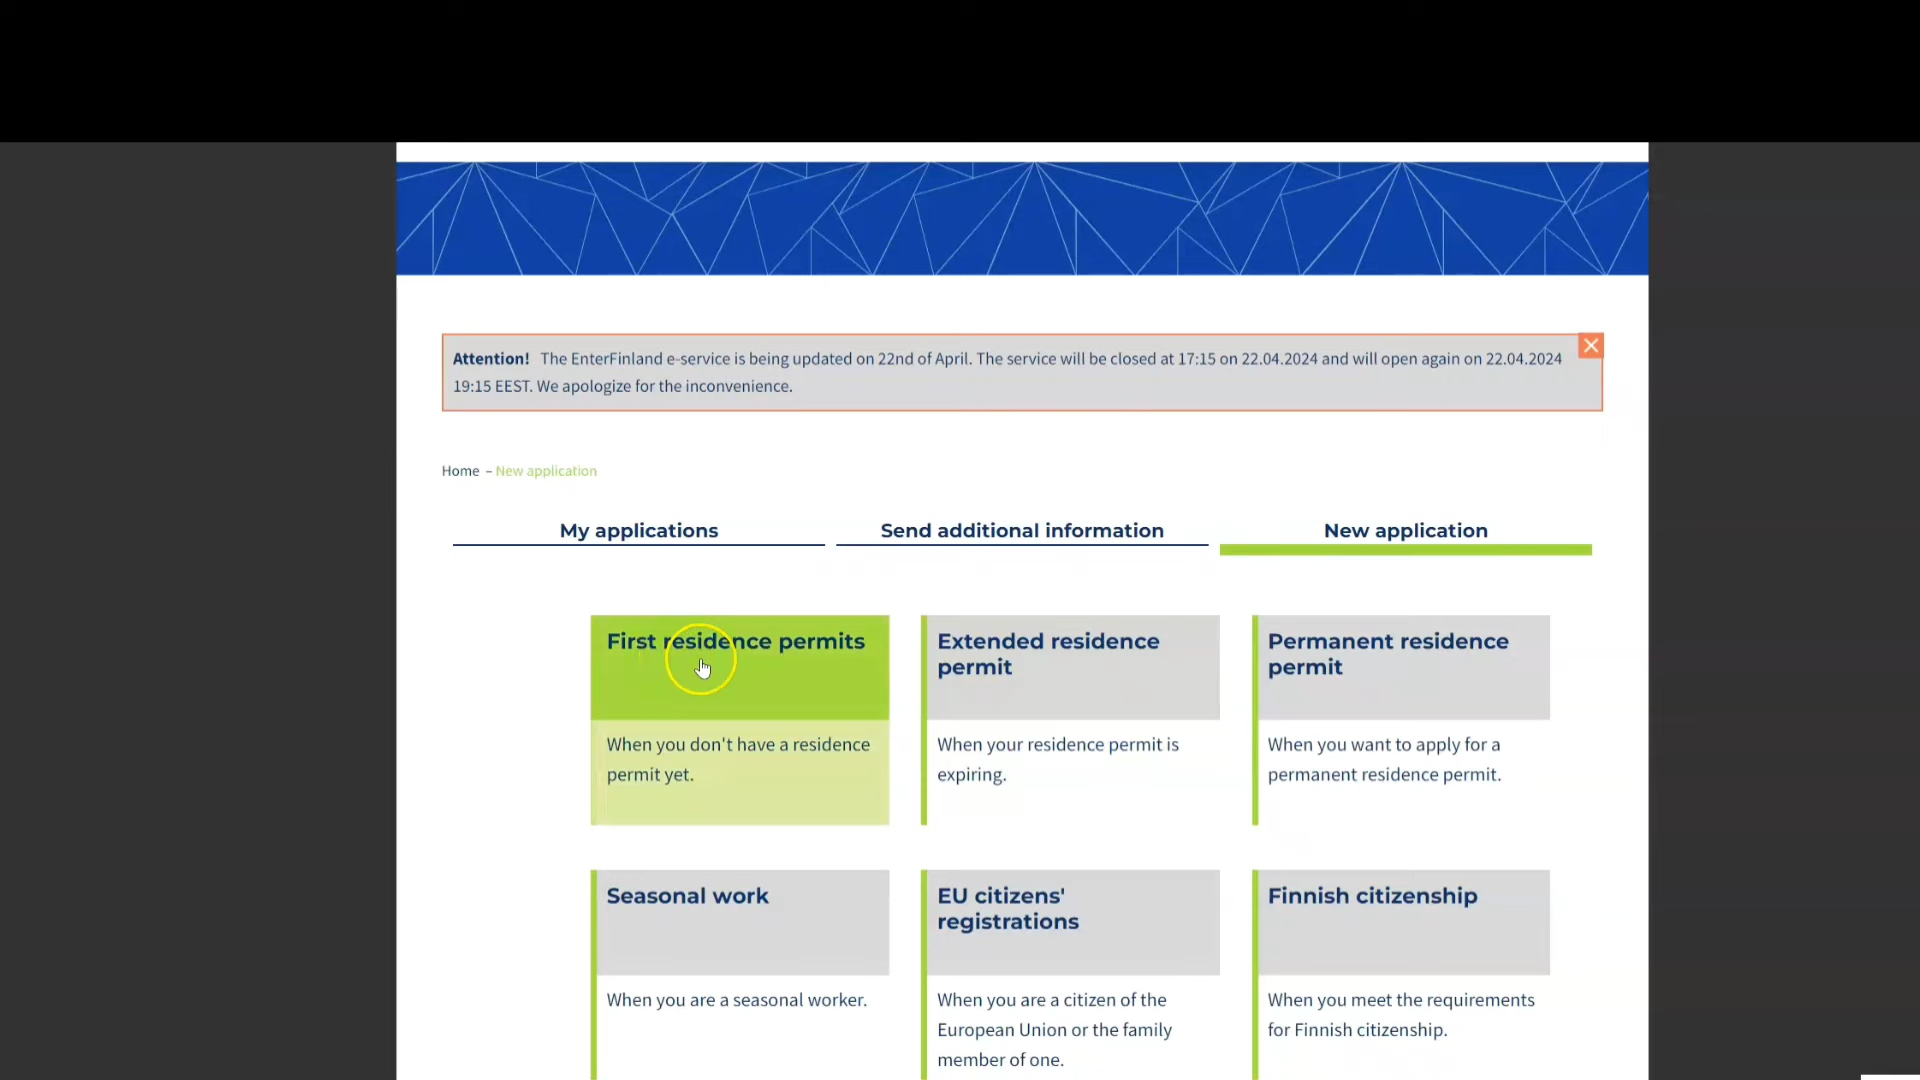 Attention! The EnterFinland e-service is being updated on 22nd of April. The service will be closed at 17:15 on 22.04.2024 and will open again on 22.04.2024
19:15 EEST. We apologize for the inconvenience.
Home – New application
My applications
Send additional information
New application
First residence permits
When you don't have a residence
permit yet.
Extended residence
permit
When your residence permit is
expiring.
Permanent residence
permit
When you want to apply for a
permanent residence permit.
Seasonal work
When you are a seasonal worker.
EU citizens'
registrations
When you are a citizen of the
European Union or the family
member of one.
Finnish citizenship
When you meet the requirements
for Finnish citizenship.